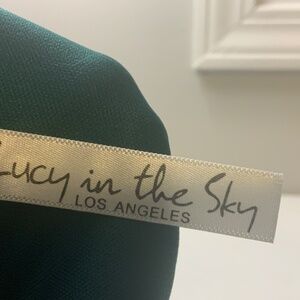 Lucy in the Sky
LOS ANGELES